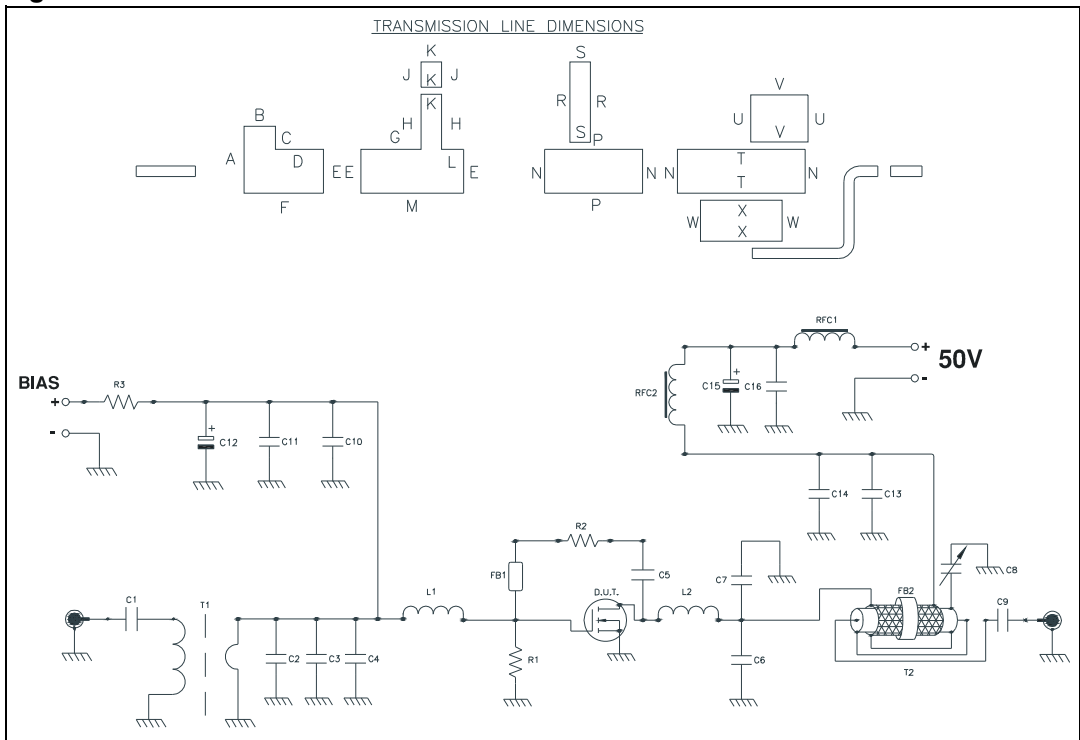 TRANSMISSION LINE DIMENSIONS
K
J K J
K
B
H H
G
C
A D
L
E E E
F
M
S
R R
S
P
N N
P
V
U U
V
T
N N
T
X
W W
X
RFC1
+
50V
-
C15 +
C16
RFC2
BIAS
R3
+
-
+
C12
C11
C10
C14
C13
R2
C7
C8
FB1
C5
FB2
D.U.T.
L1
L2
C1
T1
C9
C2
C3
C4
R1
C6
T2